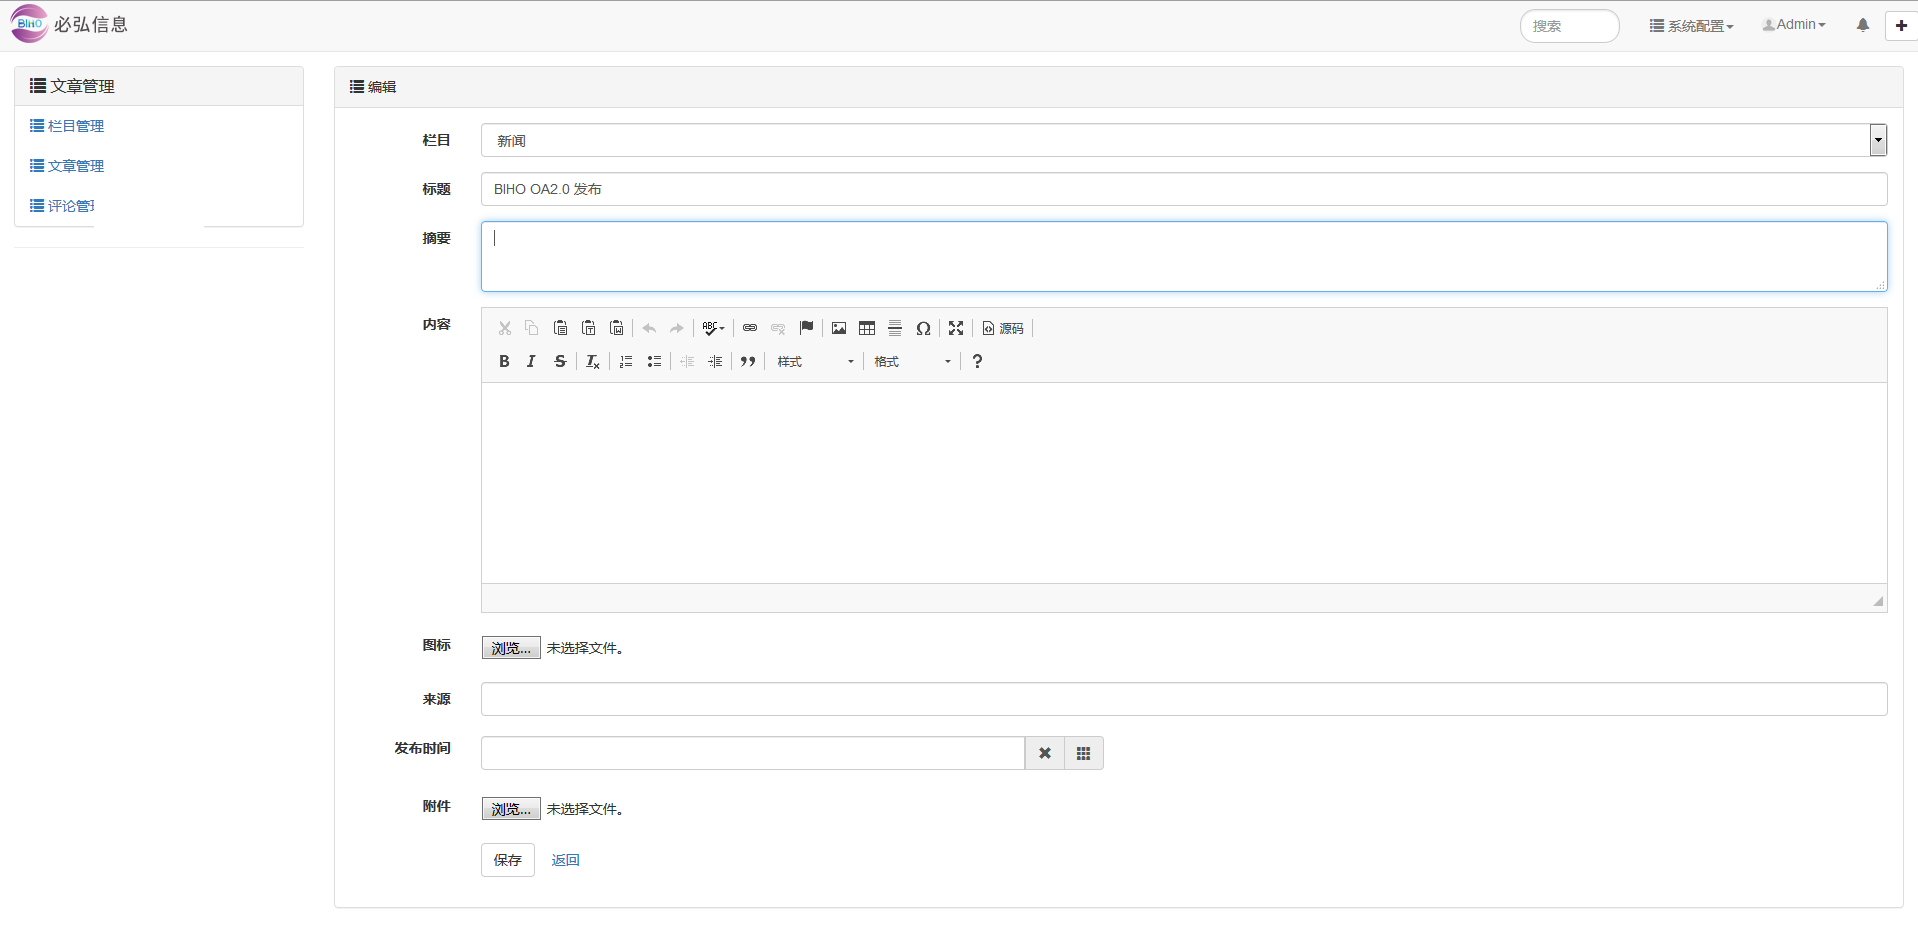 BIHO 必弘信息
搜索
系统配置
Admin
文章管理
栏目管理
文章管理
评论管
编辑
栏目
新闻
标题
BIHO OA2.0 发布
摘要
内容
ABC
源码
B I S Ix
样式
格式
?
图标
浏览... 未选择文件。
来源
发布时间
附件
浏览... 未选择文件。
保存
返回